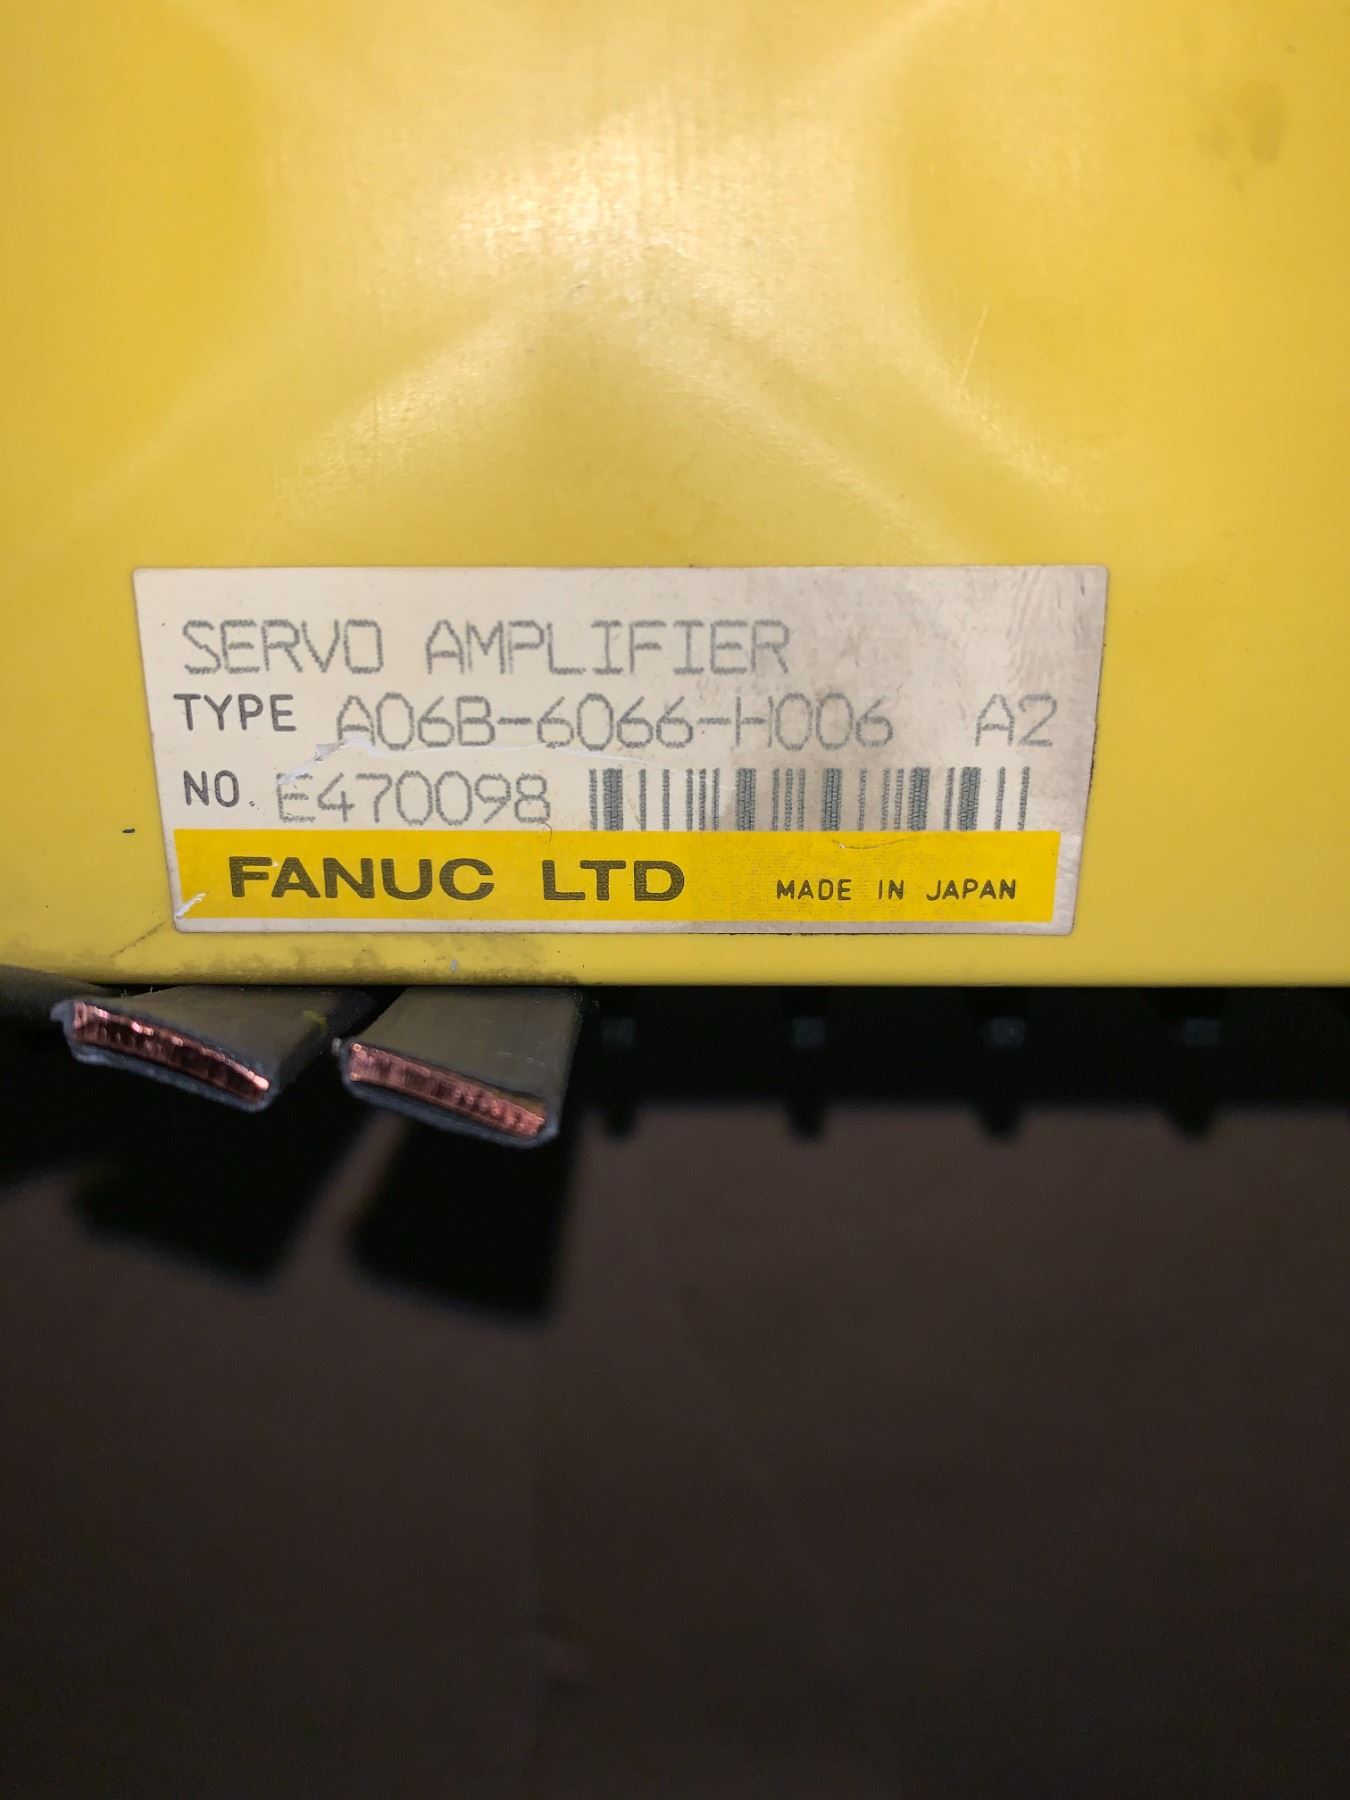 SERVO AMPLIFIER
TYPE A06B-6066-H006 A2
NO. E470098
FANUC LTD MADE IN JAPAN